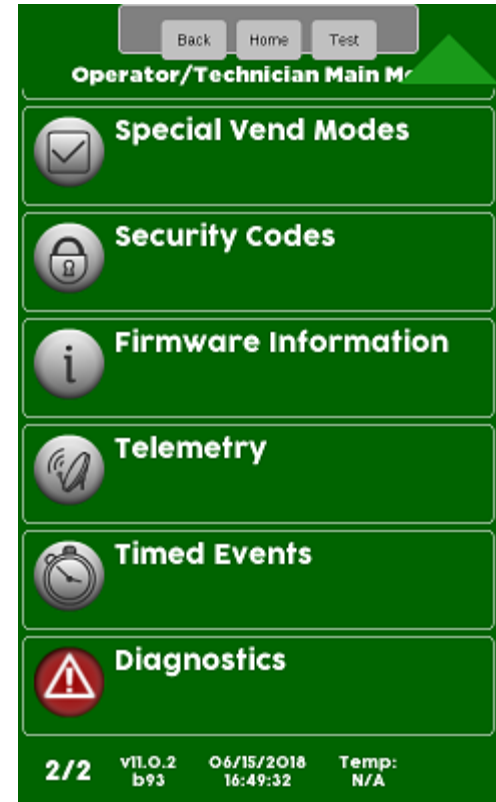 Back Home Test
Operator/Technician Main
Special Vend Modes
Security Codes
Firmware Information
Telemetry
Timed Events
Diagnostics
2/2 v11.0.2 06/15/2018 Temp:
b93 16:49:32 N/A